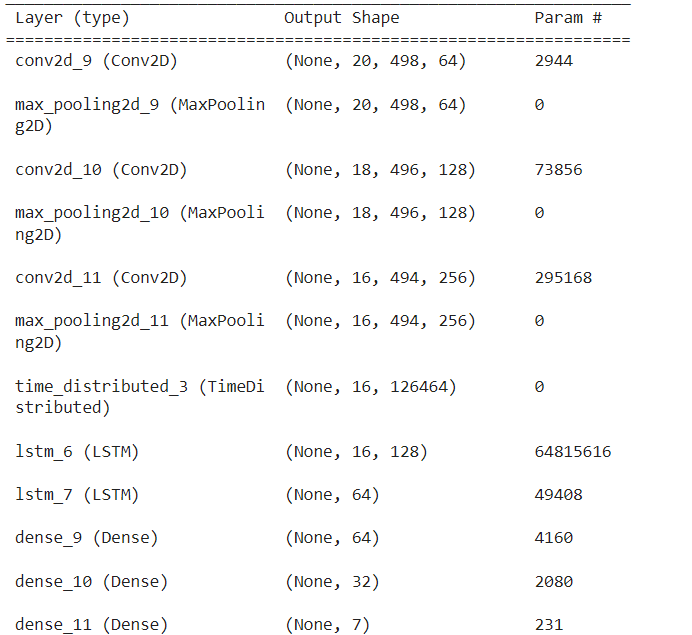 Layer (type) Output Shape Param #
=================================================================
conv2d_9 (Conv2D) (None, 20, 498, 64) 2944
max_pooling2d_9 (MaxPoolin (None, 20, 498, 64) 0
g2D)
conv2d_10 (Conv2D) (None, 18, 496, 128) 73856
max_pooling2d_10 (MaxPooli (None, 18, 496, 128) 0
ng2D)
conv2d_11 (Conv2D) (None, 16, 494, 256) 295168
max_pooling2d_11 (MaxPooli (None, 16, 494, 256) 0
ng2D)
time_distributed_3 (TimeDi (None, 16, 126464) 0
stributed)
lstm_6 (LSTM) (None, 16, 128) 64815616
lstm_7 (LSTM) (None, 64) 49408
dense_9 (Dense) (None, 64) 4160
dense_10 (Dense) (None, 32) 2080
dense_11 (Dense) (None, 7) 231